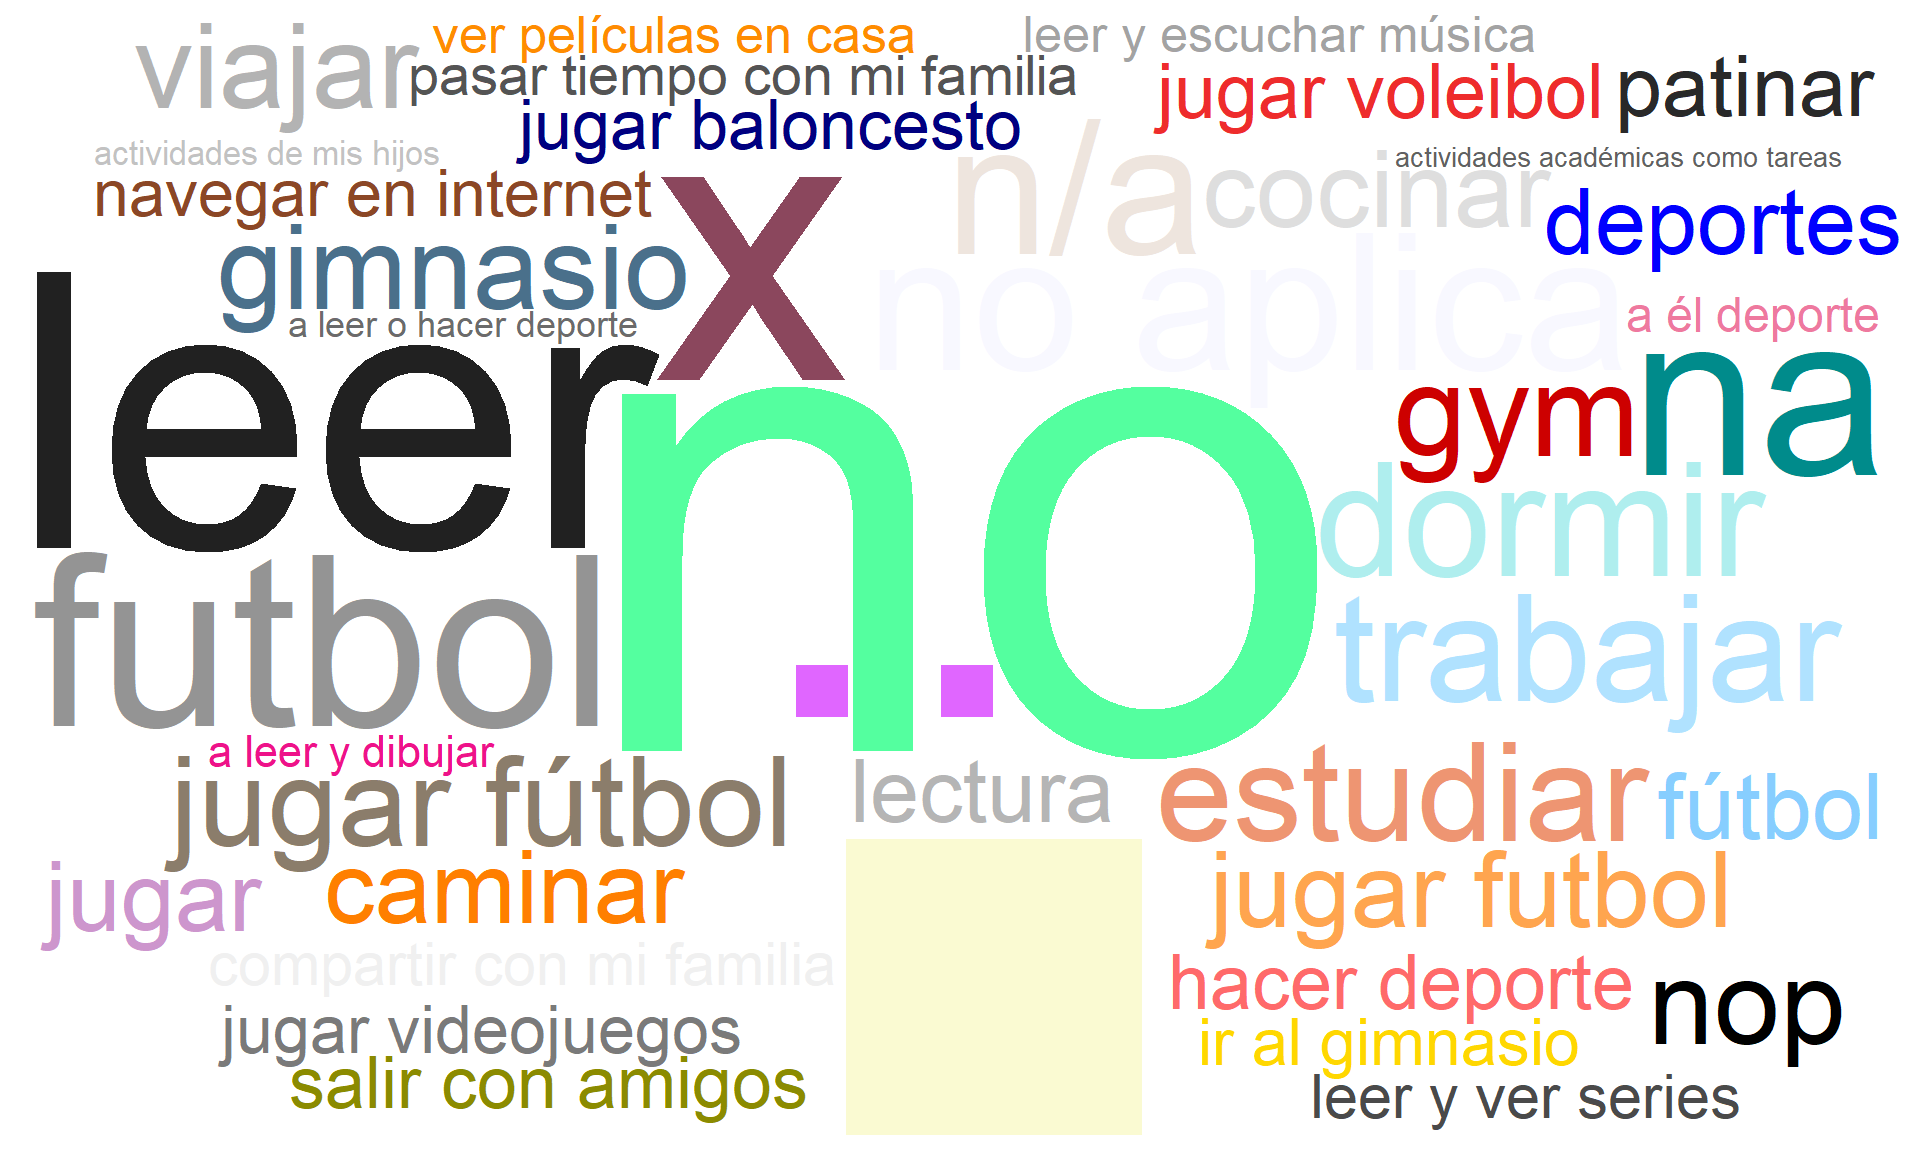 viajar
ver películas en casa
leer y escuchar música
pasar tiempo con mi familia
jugar voleibol
patinar
jugar baloncesto
actividades de mis hijos
n/a
cocinar
actividades académicas como tareas
navegar en internet
x
deportes
gimnasio
no aplica
a leer o hacer deporte
a él deporte
leer
no
gym
na
dormir
futbol
trabajar
..
a leer y dibujar
jugar fútbol
lectura
estudiar
fútbol
jugar
caminar
jugar futbol
compartir con mi familia
hacer deporte
nop
jugar videojuegos
ir al gimnasio
salir con amigos
leer y ver series
.